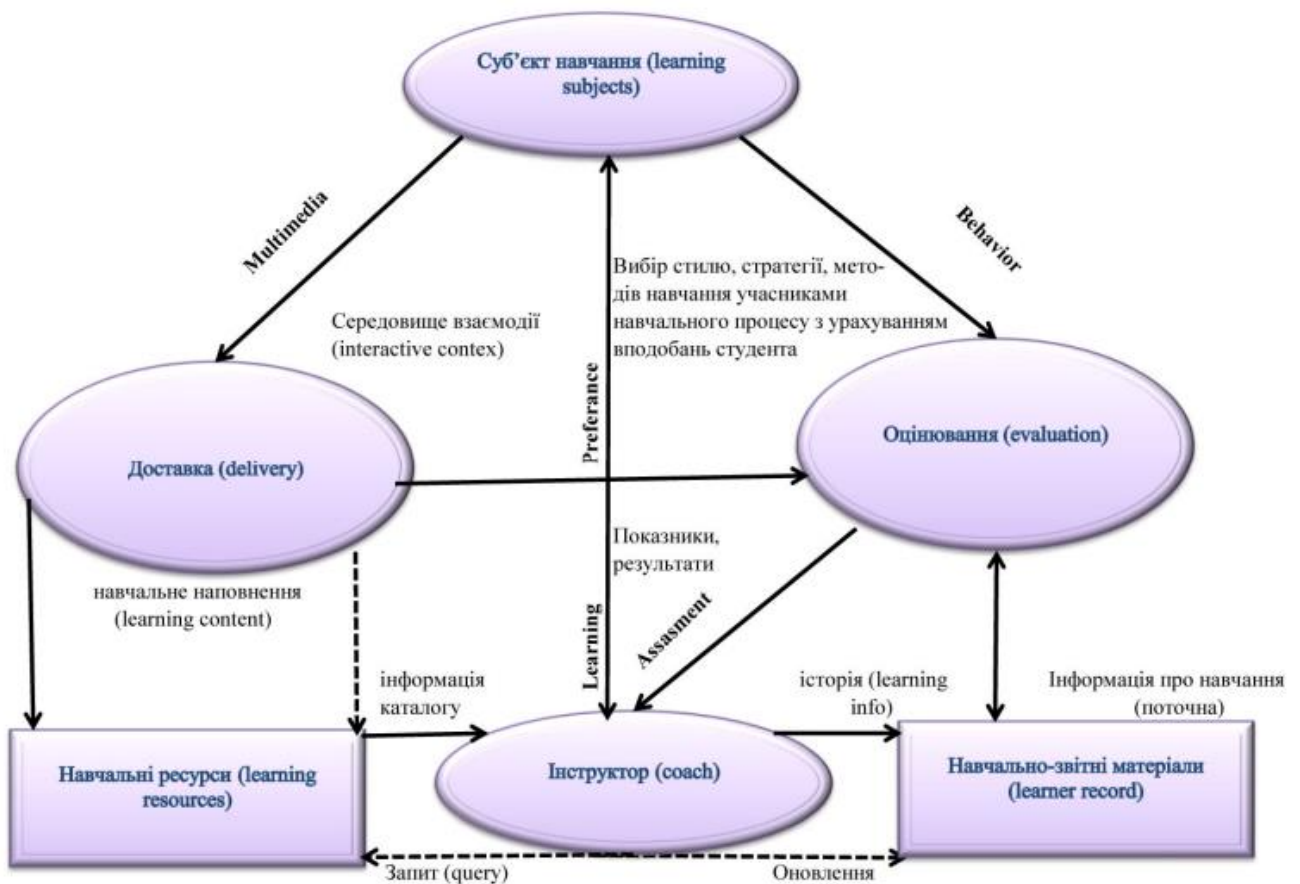 Суб’єкт навчання (learning
subjects)
Multimedia
Behavior
Вибір стилю, стратегії, мето-
дів навчання учасниками
навчального процесу з урахуванням
вподобань студента
Середовище взаємодії
(interactive contex)
Preferance
Доставка (delivery)
Оцінювання (evaluation)
Показники,
результати
навчальне наповнення
(learning content)
Learning
Assasment
інформація
каталогу
історія (learning
info)
Інформація про навчання
(поточна)
Навчальні ресурси (learning
resources)
Інструктор (coach)
Навчально-звітні матеріали
(learner record)
Запит (query)
Оновлення